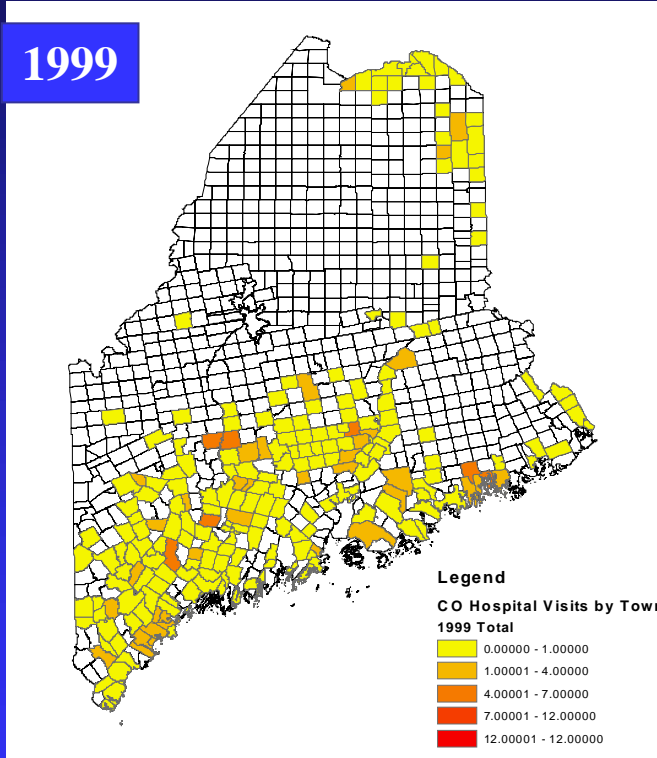 1999
Legend
CO Hospital Visits by Town
1999 Total
0.00000 - 1.00000
1.00001 - 4.00000
4.00001 - 7.00000
7.00001 - 12.00000
12.00001 - 12.00000